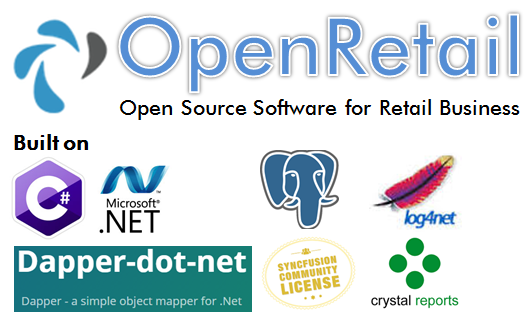 OpenRetail
Open Source Software for Retail Business
Built on
C#
Microsoft®
.NET
log4net
Dapper-dot-net
Dapper - a simple object mapper for .Net
SYNCFUSION
COMMUNITY
LICENSE
crystal reports